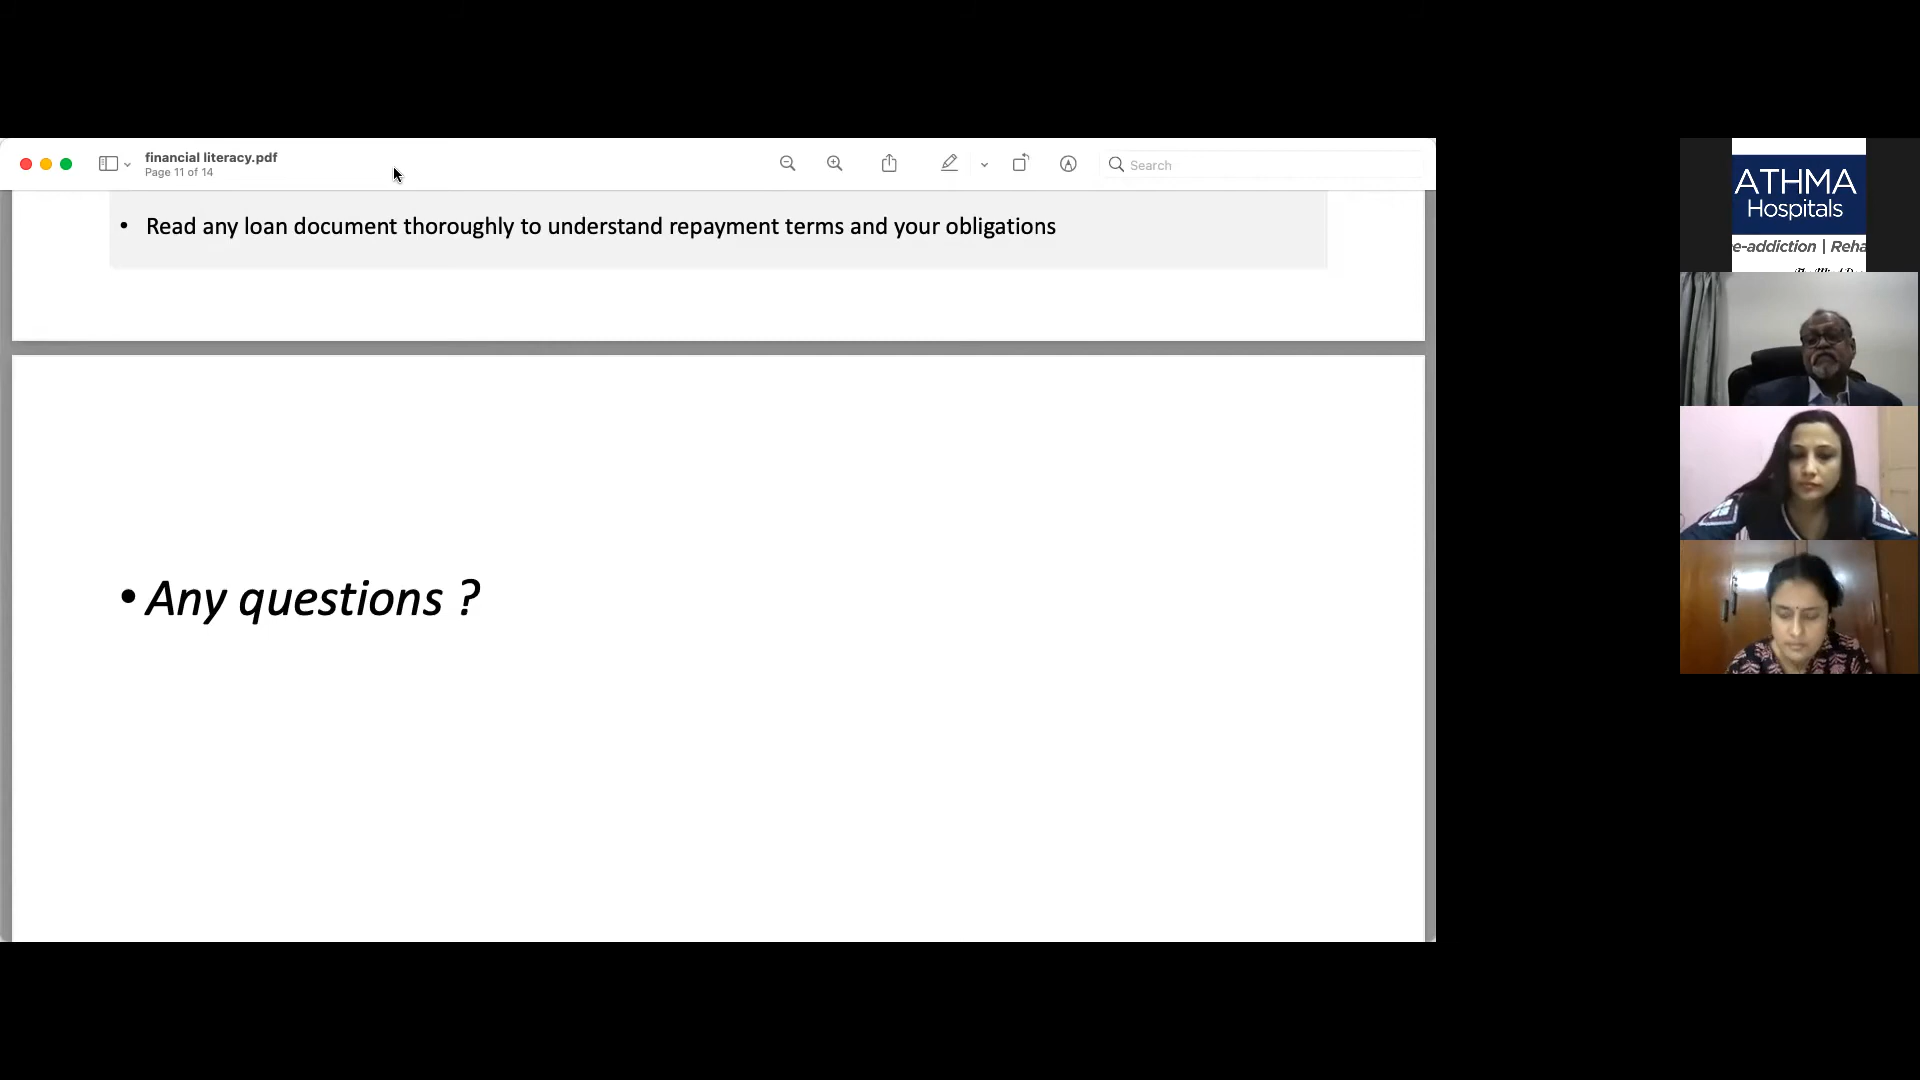 financial literacy.pdf
Page 11 of 14
Search
• Read any loan document thoroughly to understand repayment terms and your obligations
• Any questions ?
ATHMA
Hospitals
e-addiction | Reha